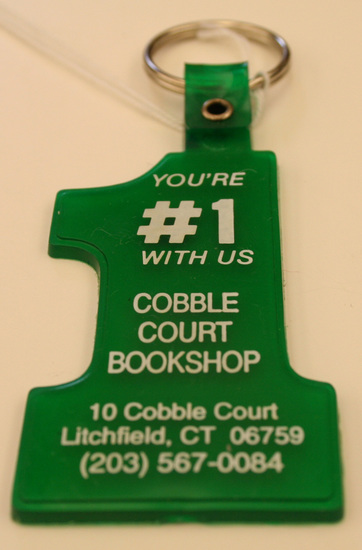 YOU'RE
#1
WITH US
COBBLE
COURT
BOOKSHOP
10 Cobble Court
Litchfield, CT 06759
(203) 567-0084